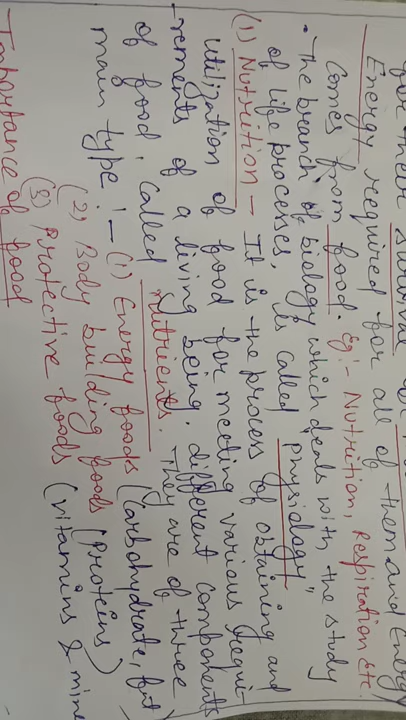 for their survival
Energy required for all of them and Energy
comes from food. Eg:- Nutrition, Respiration Etc.
• The branch of biology which deals with the study
of life processes, is called "physiology"
(1) Nutrition - It is the process of obtaining and
utilization of food for meeting various requi-
-rements of a living being. different components
of food called nutrients. They are of three
main type :- (1) Energy foods (Carbohydrate, fat
(2) Body building foods (Proteins)
(3) Protective foods (vitamins & mine
Importance of food